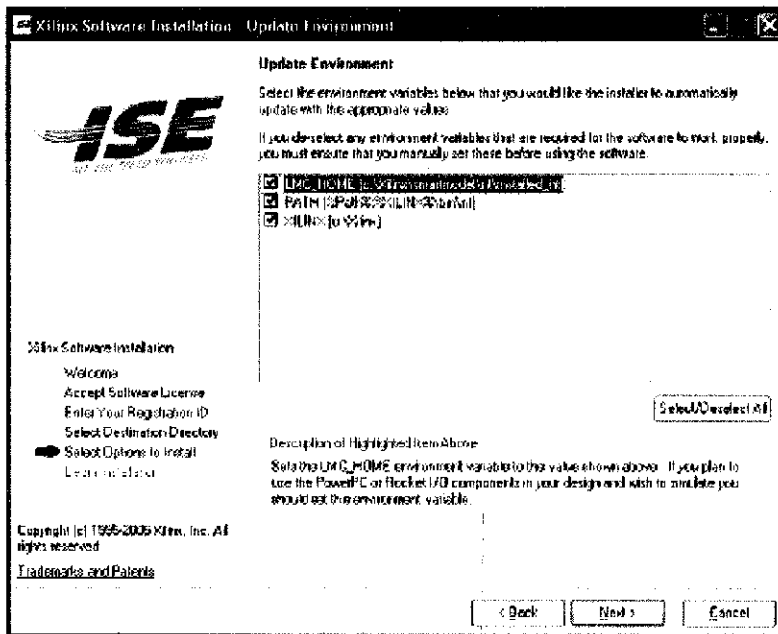 Xilinx Software Installation Update Environment
Update Environment
Select the environment variables below that you would like the installer to automatically
update with the appropriate values
If you de-select any environment variables that are required for the software to work properly,
you must ensure that you manually set these before using the software.
LMC_HOME
PATH
XILINX
ISE
Xilinx Software Installation
Welcome
Accept Software License
Enter Your Registration ID
Select Destination Directory
Select Options to Install
Select/Deselect All
Description of Highlighted Item Above
Sets the LMC_HOME environment variable to the value shown above. If you plan to
use the PowerPC or Rocket I/O components in your design and wish to simulate you
should set this environment variable.
Copyright (c) 1995-2005 Xilinx, Inc. All
rights reserved
Trademarks and Patents
< Back
Next >
Cancel